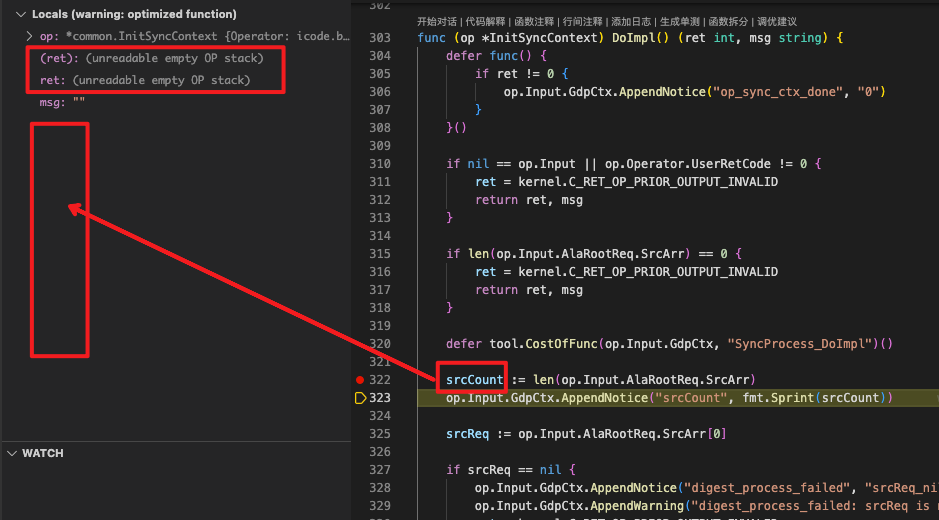 Locals (warning: optimized function)
op: *common.InitSyncContext {Operator: icode.b...
(ret): (unreadable empty OP stack)
ret: (unreadable empty OP stack)
msg: ""
WATCH
302
开始对话 | 代码解释 | 函数注释 | 行间注释 | 添加日志 | 生成单测 | 函数拆分 | 调优建议
303 func (op *InitSyncContext) DoImpl() (ret int, msg string) {
304 defer func() {
305 if ret != 0 {
306 op.Input.GdpCtx.AppendNotice("op_sync_ctx_done", "0")
307 }
308 }()
309
310 if nil == op.Input || op.Operator.UserRetCode != 0 {
311 ret = kernel.C_RET_OP_PRIOR_OUTPUT_INVALID
312 return ret, msg
313 }
314
315 if len(op.Input.AlaRootReq.SrcArr) == 0 {
316 ret = kernel.C_RET_OP_PRIOR_OUTPUT_INVALID
317 return ret, msg
318 }
319
320 defer tool.CostOfFunc(op.Input.GdpCtx, "SyncProcess_DoImpl")()
321
322 srcCount := len(op.Input.AlaRootReq.SrcArr)
323 op.Input.GdpCtx.AppendNotice("srcCount", fmt.Sprint(srcCount))
324
325 srcReq := op.Input.AlaRootReq.SrcArr[0]
326
327 if srcReq == nil {
328 op.Input.GdpCtx.AppendNotice("digest_process_failed", "srcReq_ni
329 op.Input.GdpCtx.AppendWarning("digest_process_failed: srcReq is